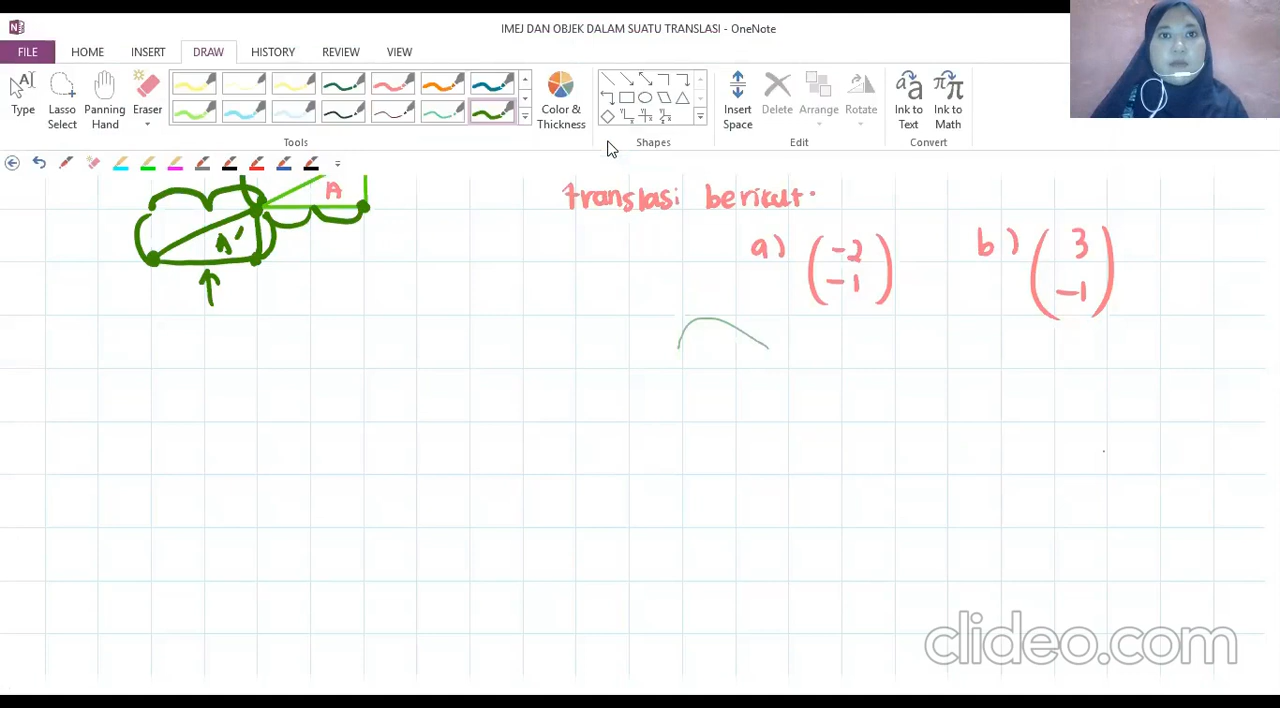 IMEJ DAN OBJEK DALAM SUATU TRANSLASI - OneNote
FILE HOME INSERT DRAW HISTORY REVIEW VIEW
Type
Lasso Select
Panning Hand
Eraser
Color & Thickness
Insert Space
Delete
Arrange
Rotate
Ink to Text
Ink to Math
Tools
Shapes
Edit
Convert
A
A'
translasi berikut.
a) (-2
-1)
b) (3
-1)
clideo.com